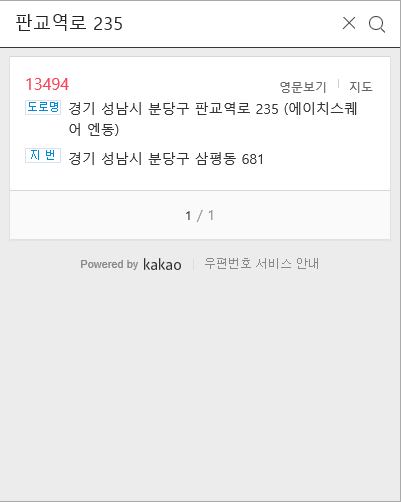 판교역로 235
13494
영문보기 | 지도
도로명 경기 성남시 분당구 판교역로 235 (에이치스퀘
어 엔동)
지 번 경기 성남시 분당구 삼평동 681
1 / 1
Powered by kakao | 우편번호 서비스 안내